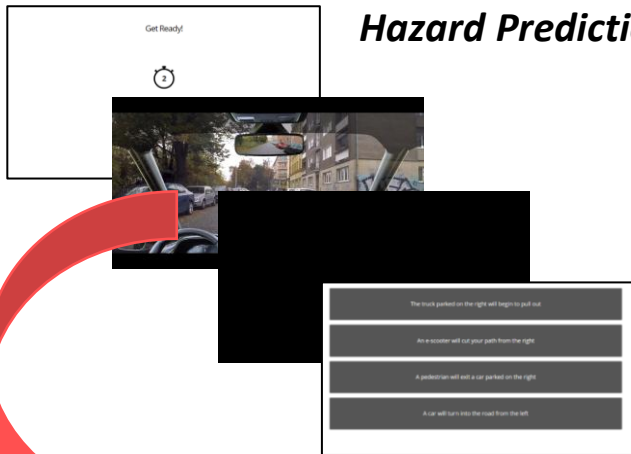 Hazard Predictio
Get Ready!
2
The truck parked on the right will begin to pull out
An e-scooter will cut your path from the right
A pedestrian will exit a car parked on the right
A car will turn into the road from the left